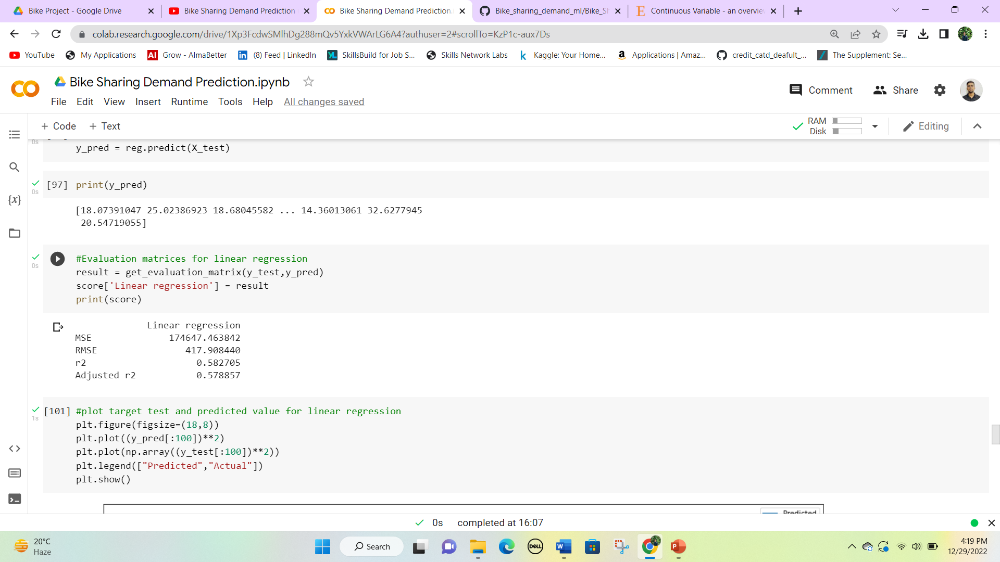 Bike Project - Google Drive
Bike Sharing Demand Prediction
Bike Sharing Demand Prediction.
Bike_sharing_demand_ml/Bike_S
Continuous Variable - an overvie
colab.research.google.com/drive/1Xp3FcdwSMlhDg288mQv5YxkVWArLG6A4?authuser=2#scrollTo=KzP1c-aux7Ds
YouTube
My Applications
Grow - AlmaBetter
(8) Feed | LinkedIn
SkillsBuild for Job S...
Skills Network Labs
Kaggle: Your Home...
Applications | Amaz...
credit_catd_deafult_...
The Supplement: Se...
Bike Sharing Demand Prediction.ipynb
Comment
Share
File Edit View Insert Runtime Tools Help All changes saved
+ Code + Text
RAM
Disk
Editing
0s
y_pred = reg.predict(X_test)
[97] print(y_pred)
0s
[18.07391047 25.02386923 18.68045582 ... 14.36013061 32.6277945
20.54719055]
#Evaluation matrices for linear regression
0s
result = get_evaluation_matrix(y_test,y_pred)
score['Linear regression'] = result
print(score)
Linear regression
MSE 174647.463842
RMSE 417.908440
r2 0.582705
Adjusted r2 0.578857
[101] #plot target test and predicted value for linear regression
1s
plt.figure(figsize=(18,8))
plt.plot((y_pred[:100])**2)
plt.plot(np.array((y_test[:100])**2))
plt.legend(["Predicted","Actual"])
plt.show()
Predicted
0s completed at 16:07
20°C
Haze
Search
4:19 PM
12/29/2022